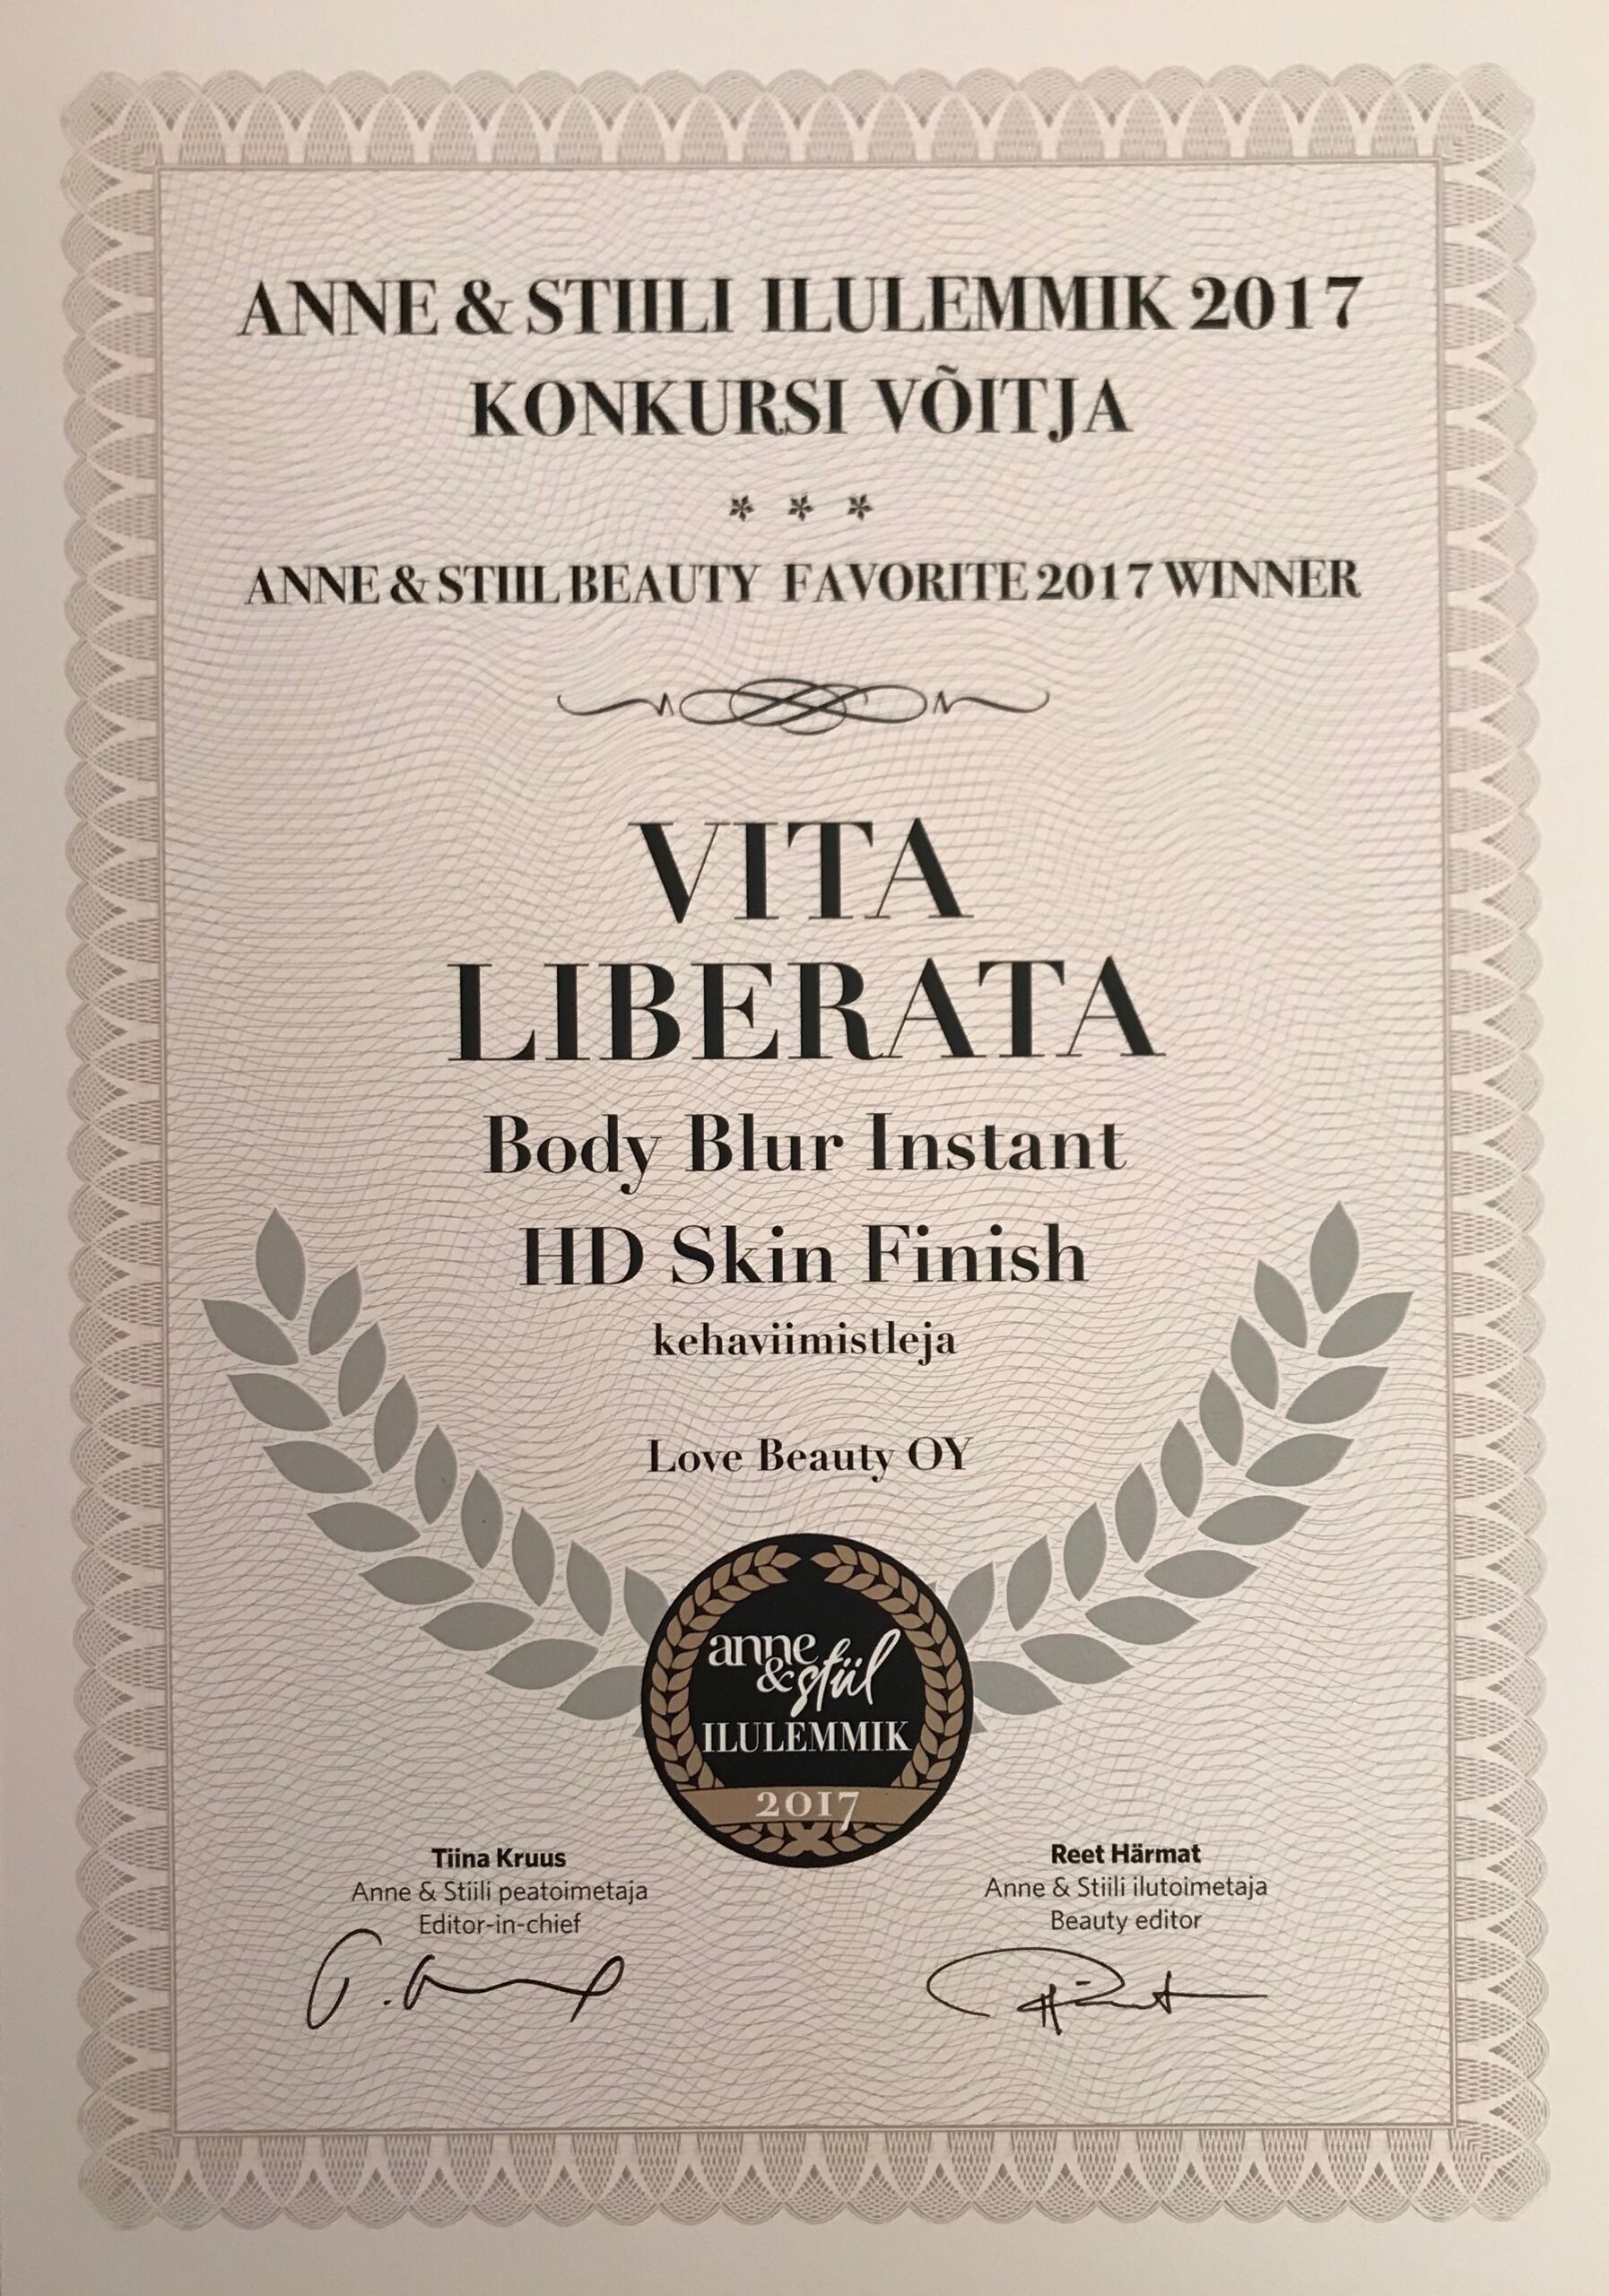 ANNE & STIILI ILULEMMIK 2017
KONKURSI VÕITJA
* * *
ANNE & STIIL BEAUTY FAVORITE 2017 WINNER
VITA
LIBERATA
Body Blur Instant
HD Skin Finish
kehaviimistleja
Love Beauty OY
anne
&stiil
ILULEMMIK
2017
Tiina Kruus
Anne & Stiili peatoimetaja
Editor-in-chief
Reet Härmat
Anne & Stiili ilutoimetaja
Beauty editor